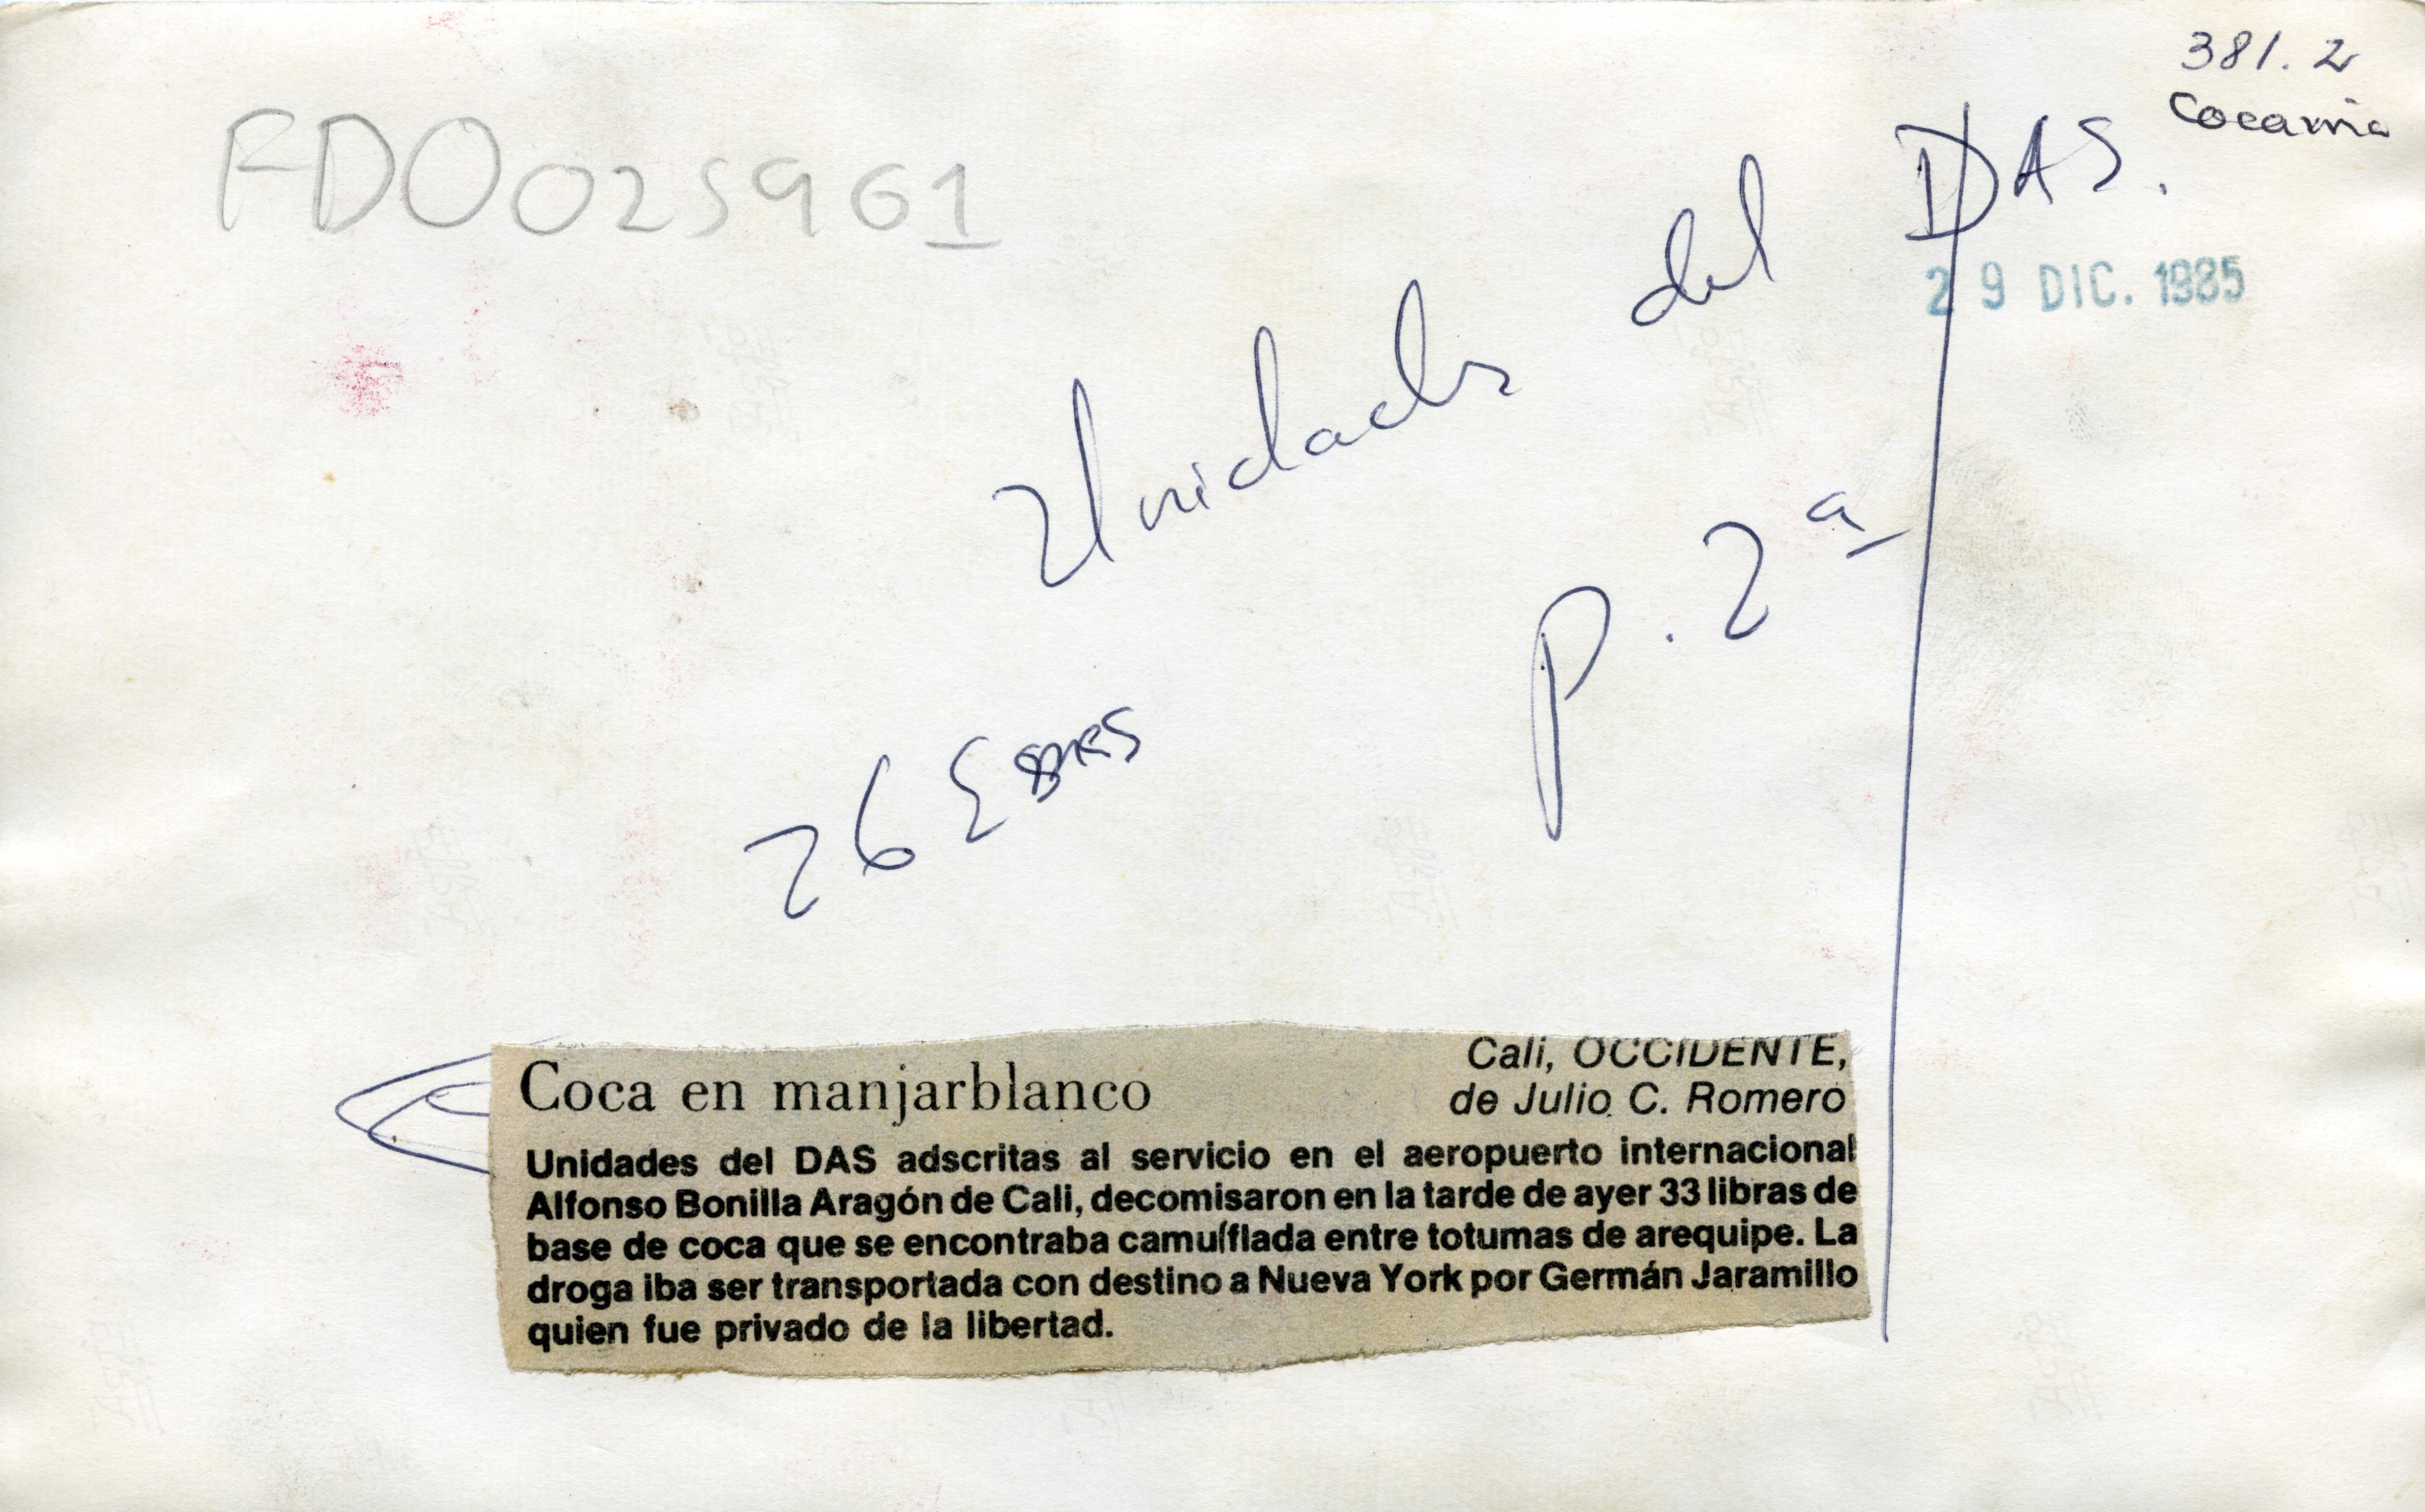 381.2
Cocaina
FDO025961
Unidades del DAS.
29 DIC. 1985
P. 2ª
26
Coca en manjarblanco
Cali, OCCIDENTE,
de Julio C. Romero
Unidades del DAS adscritas al servicio en el aeropuerto internacional
Alfonso Bonilla Aragón de Cali, decomisaron en la tarde de ayer 33 libras de
base de coca que se encontraba camuflada entre totumas de arequipe. La
droga iba ser transportada con destino a Nueva York por Germán Jaramillo
quien fue privado de la libertad.